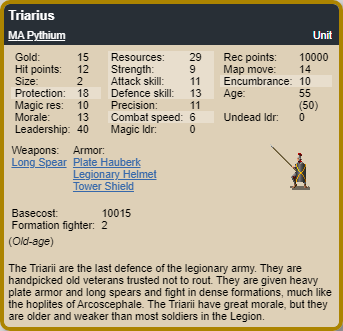 Triarius
MA Pythium Unit
Gold: 15 Resources: 29 Rec points: 10000
Hit points: 12 Strength: 9 Map move: 14
Size: 2 Attack skill: 11 Encumbrance: 10
Protection: 18 Defence skill: 13 Age: 55
Magic res: 10 Precision: 11 (50)
Morale: 13 Combat speed: 6 Undead ldr: 0
Leadership: 40 Magic ldr: 0
Weapons: Armor:
Long Spear Plate Hauberk
Legionary Helmet
Tower Shield
Basecost: 10015
Formation fighter: 2
(Old-age)
The Triarii are the last defence of the legionary army. They are
handpicked old veterans trusted not to rout. They are given heavy
plate armor and long spears and fight in dense formations, much like
the hoplites of Arcoscephale. The Triarii have great morale, but they
are older and weaker than most soldiers in the Legion.